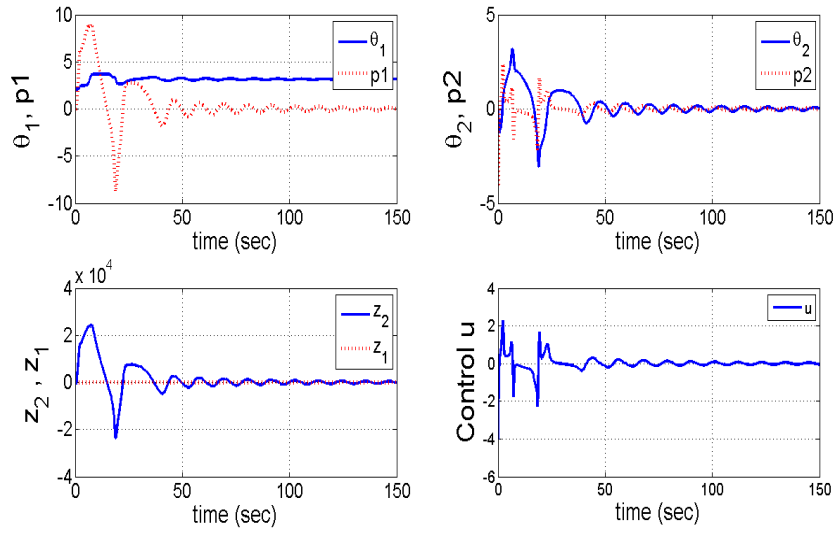 10
5
0
-5
-10
θ₁, p1
θ₁
p1
0 50 100 150
time (sec)
5
0
-5
θ₂, p2
θ₂
p2
0 50 100 150
time (sec)
x 10⁴
4
2
0
-2
-4
z₂ , z₁
z₂
z₁
0 50 100 150
time (sec)
4
2
0
-2
-4
-6
Control u
u
0 50 100 150
time (sec)